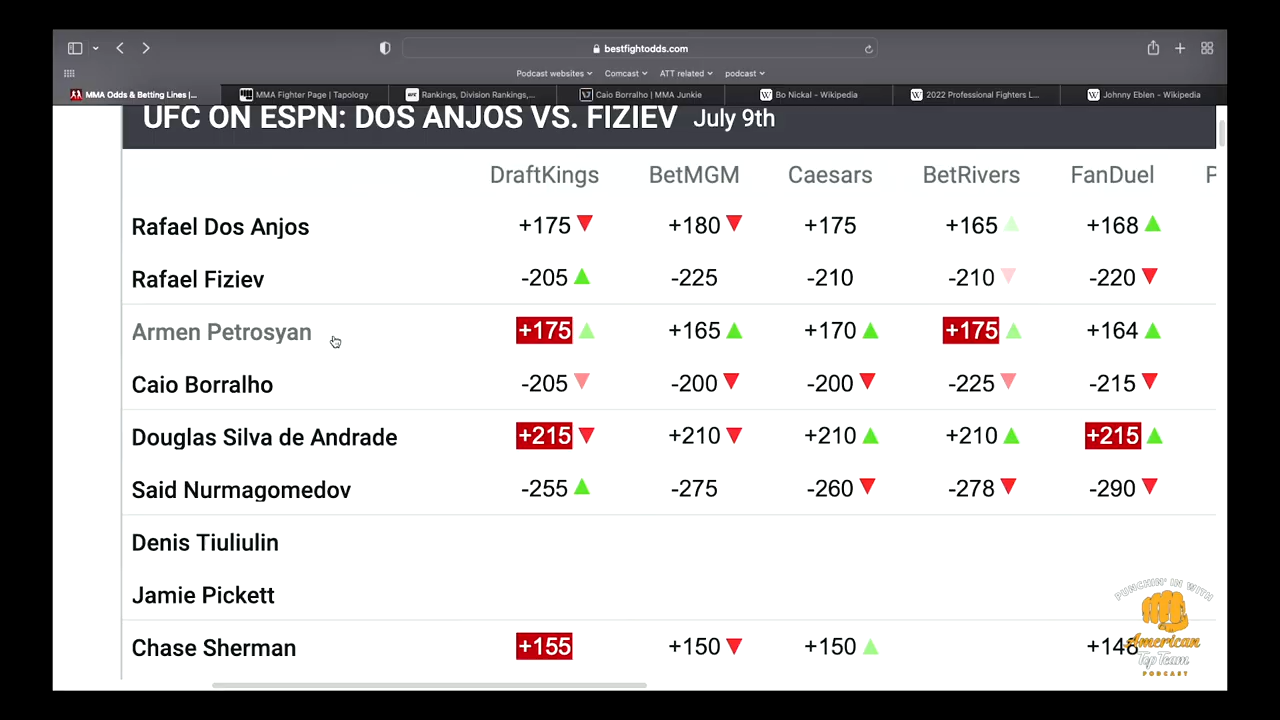 bestfightodds.com
Podcast websites Comcast ATT related podcast
MMA Odds & Betting Lines |... MMA Fighter Page | Tapology Rankings, Division Rankings,... Caio Borralho | MMA Junkie Bo Nickal - Wikipedia 2022 Professional Fighters L... Johnny Eblen - Wikipedia
UFC ON ESPN: DOS ANJOS VS. FIZIEV July 9th
DraftKings BetMGM Caesars BetRivers FanDuel P
Rafael Dos Anjos +175 ▼ +180 ▼ +175 +165 ▲ +168 ▲
Rafael Fiziev -205 ▲ -225 -210 -210 ▼ -220 ▼
Armen Petrosyan +175 ▲ +165 ▲ +170 ▲ +175 ▲ +164 ▲
Caio Borralho -205 ▼ -200 ▼ -200 ▼ -225 ▼ -215 ▼
Douglas Silva de Andrade +215 ▼ +210 ▼ +210 ▲ +210 ▲ +215 ▲
Said Nurmagomedov -255 ▲ -275 -260 ▼ -278 ▼ -290 ▼
Denis Tiuliulin
Jamie Pickett
Chase Sherman +155 +150 ▼ +150 ▲ +146
PUNCHIN' IN WITH
American
Top Team
PODCAST